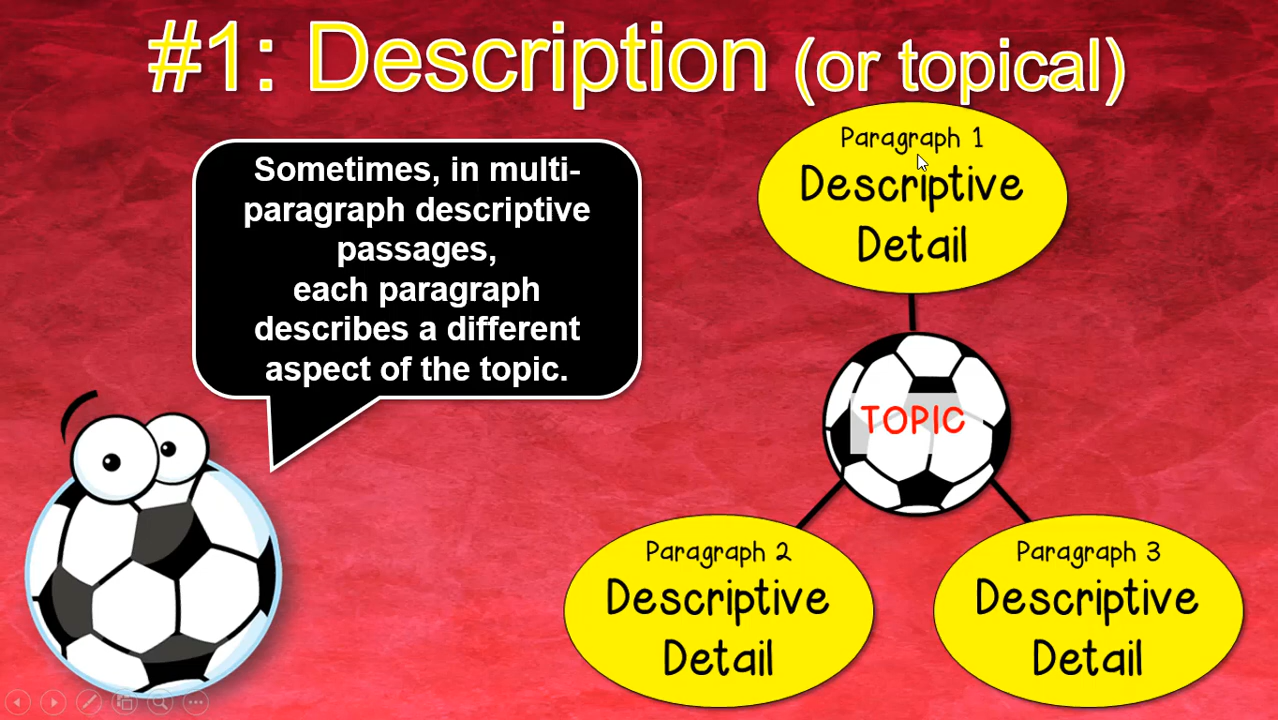 #1: Description (or topical)
Sometimes, in multi-
paragraph descriptive
passages,
each paragraph
describes a different
aspect of the topic.
Paragraph 1
Descriptive
Detail
TOPIC
Paragraph 2
Descriptive
Detail
Paragraph 3
Descriptive
Detail